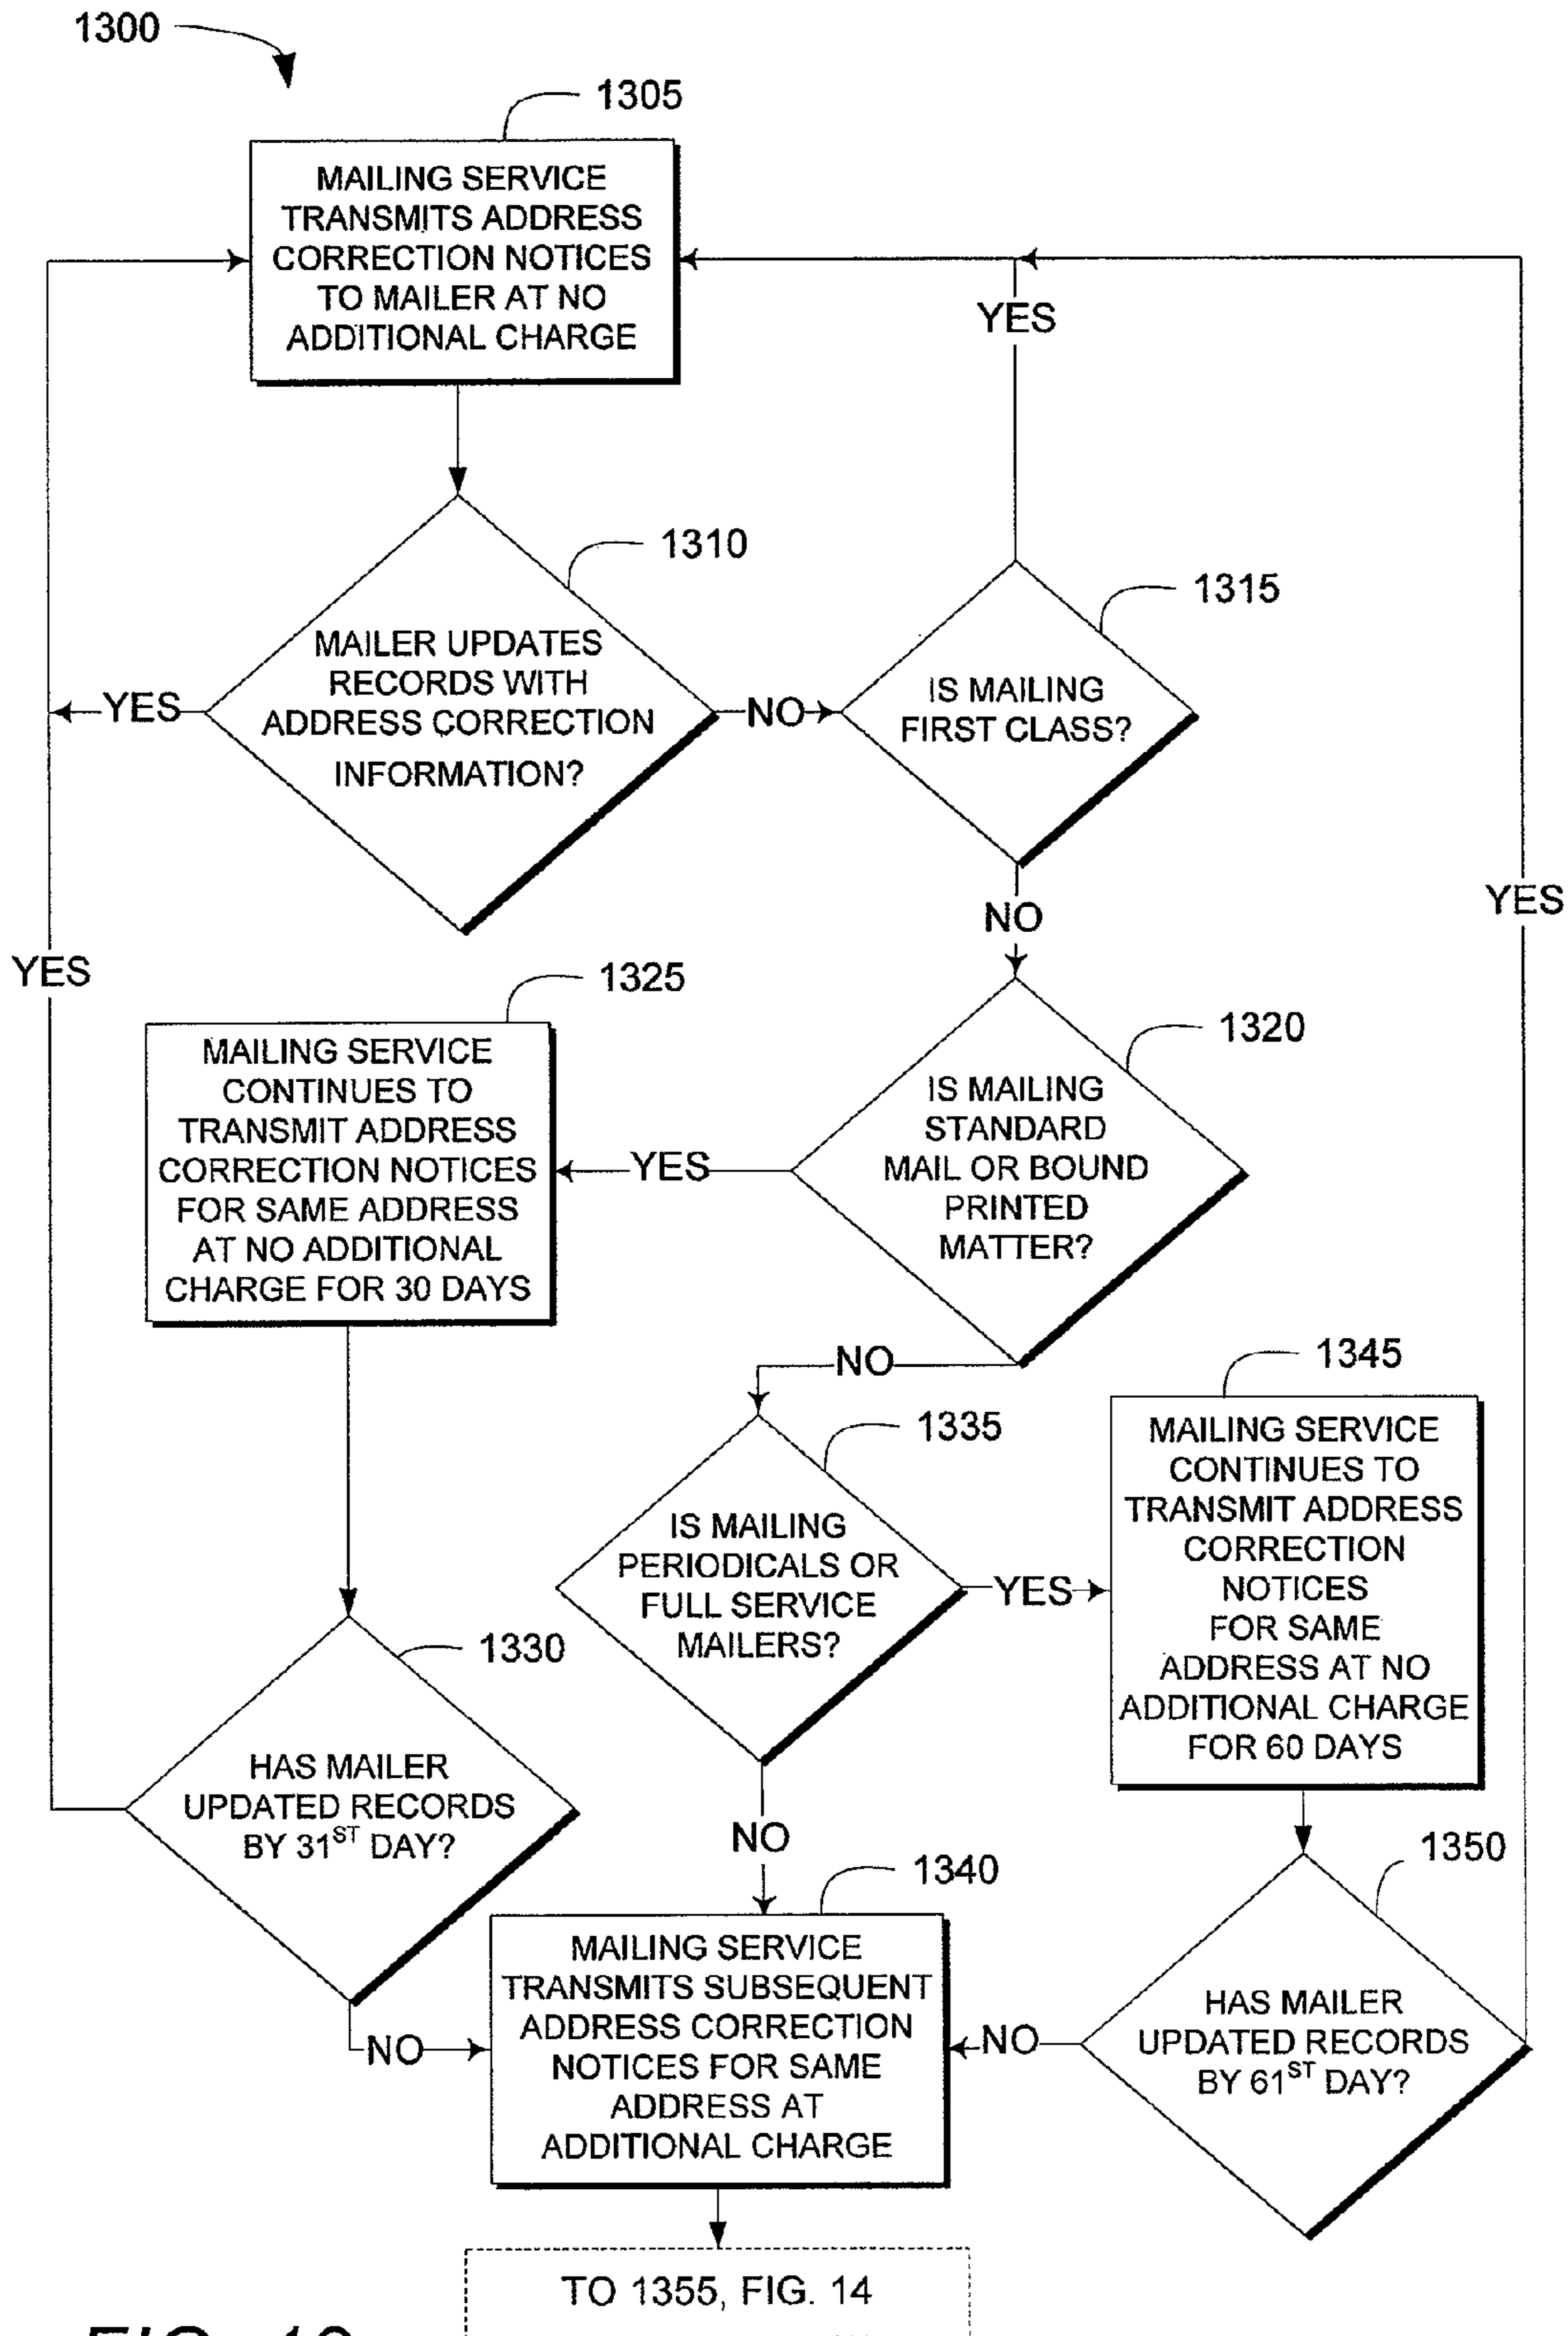 1300
1305
MAILING SERVICE
TRANSMITS ADDRESS
CORRECTION NOTICES
TO MAILER AT NO
ADDITIONAL CHARGE
YES
1310
MAILER UPDATES
RECORDS WITH
ADDRESS CORRECTION
INFORMATION?
YES
NO
1315
IS MAILING
FIRST CLASS?
NO
YES
YES
1325
MAILING SERVICE
CONTINUES TO
TRANSMIT ADDRESS
CORRECTION NOTICES
FOR SAME ADDRESS
AT NO ADDITIONAL
CHARGE FOR 30 DAYS
YES
1320
IS MAILING
STANDARD
MAIL OR BOUND
PRINTED
MATTER?
NO
1335
IS MAILING
PERIODICALS OR
FULL SERVICE
MAILERS?
YES
1345
MAILING SERVICE
CONTINUES TO
TRANSMIT ADDRESS
CORRECTION
NOTICES
FOR SAME
ADDRESS AT NO
ADDITIONAL CHARGE
FOR 60 DAYS
1330
HAS MAILER
UPDATED RECORDS
BY 31ST DAY?
NO
NO
1340
MAILING SERVICE
TRANSMITS SUBSEQUENT
ADDRESS CORRECTION
NOTICES FOR SAME
ADDRESS AT
ADDITIONAL CHARGE
NO
1350
HAS MAILER
UPDATED RECORDS
BY 61ST DAY?
TO 1355, FIG. 14